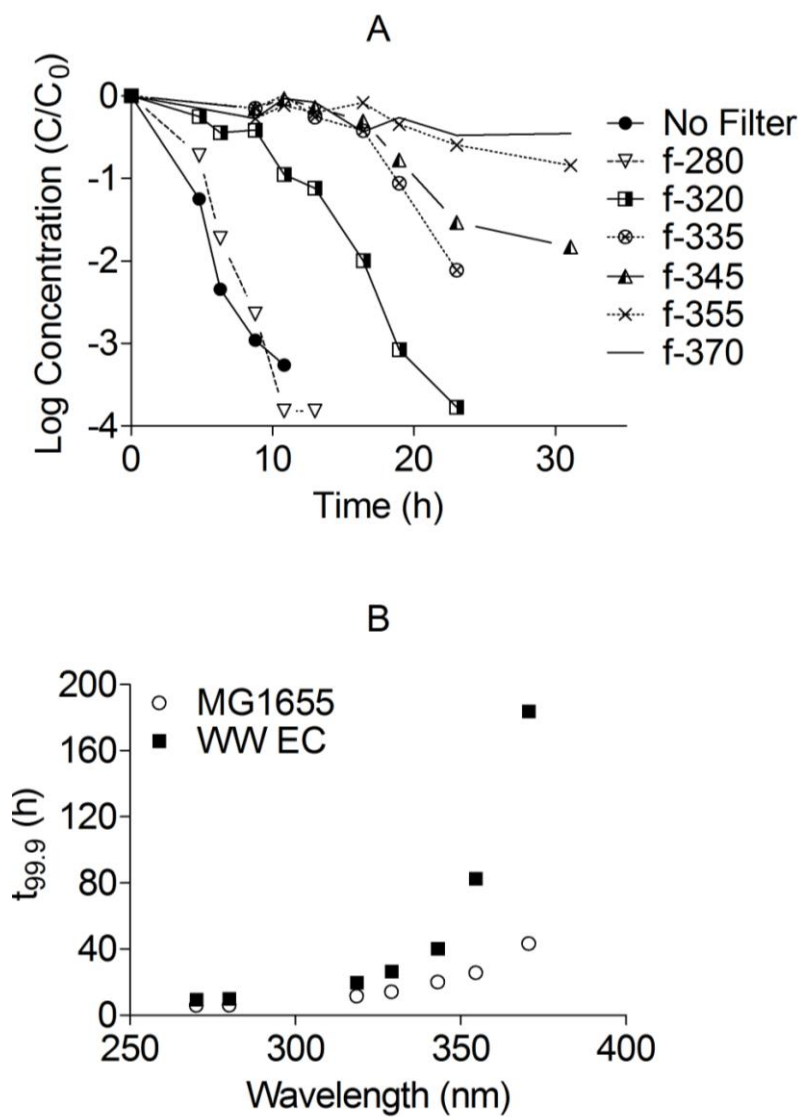 A
Log Concentration (C/C0)
0
-1
-2
-3
-4
0
10
20
30
Time (h)
No Filter
f-280
f-320
f-335
f-345
f-355
f-370
B
t99.9 (h)
200
160
120
80
40
0
250
300
350
400
Wavelength (nm)
MG1655
WW EC